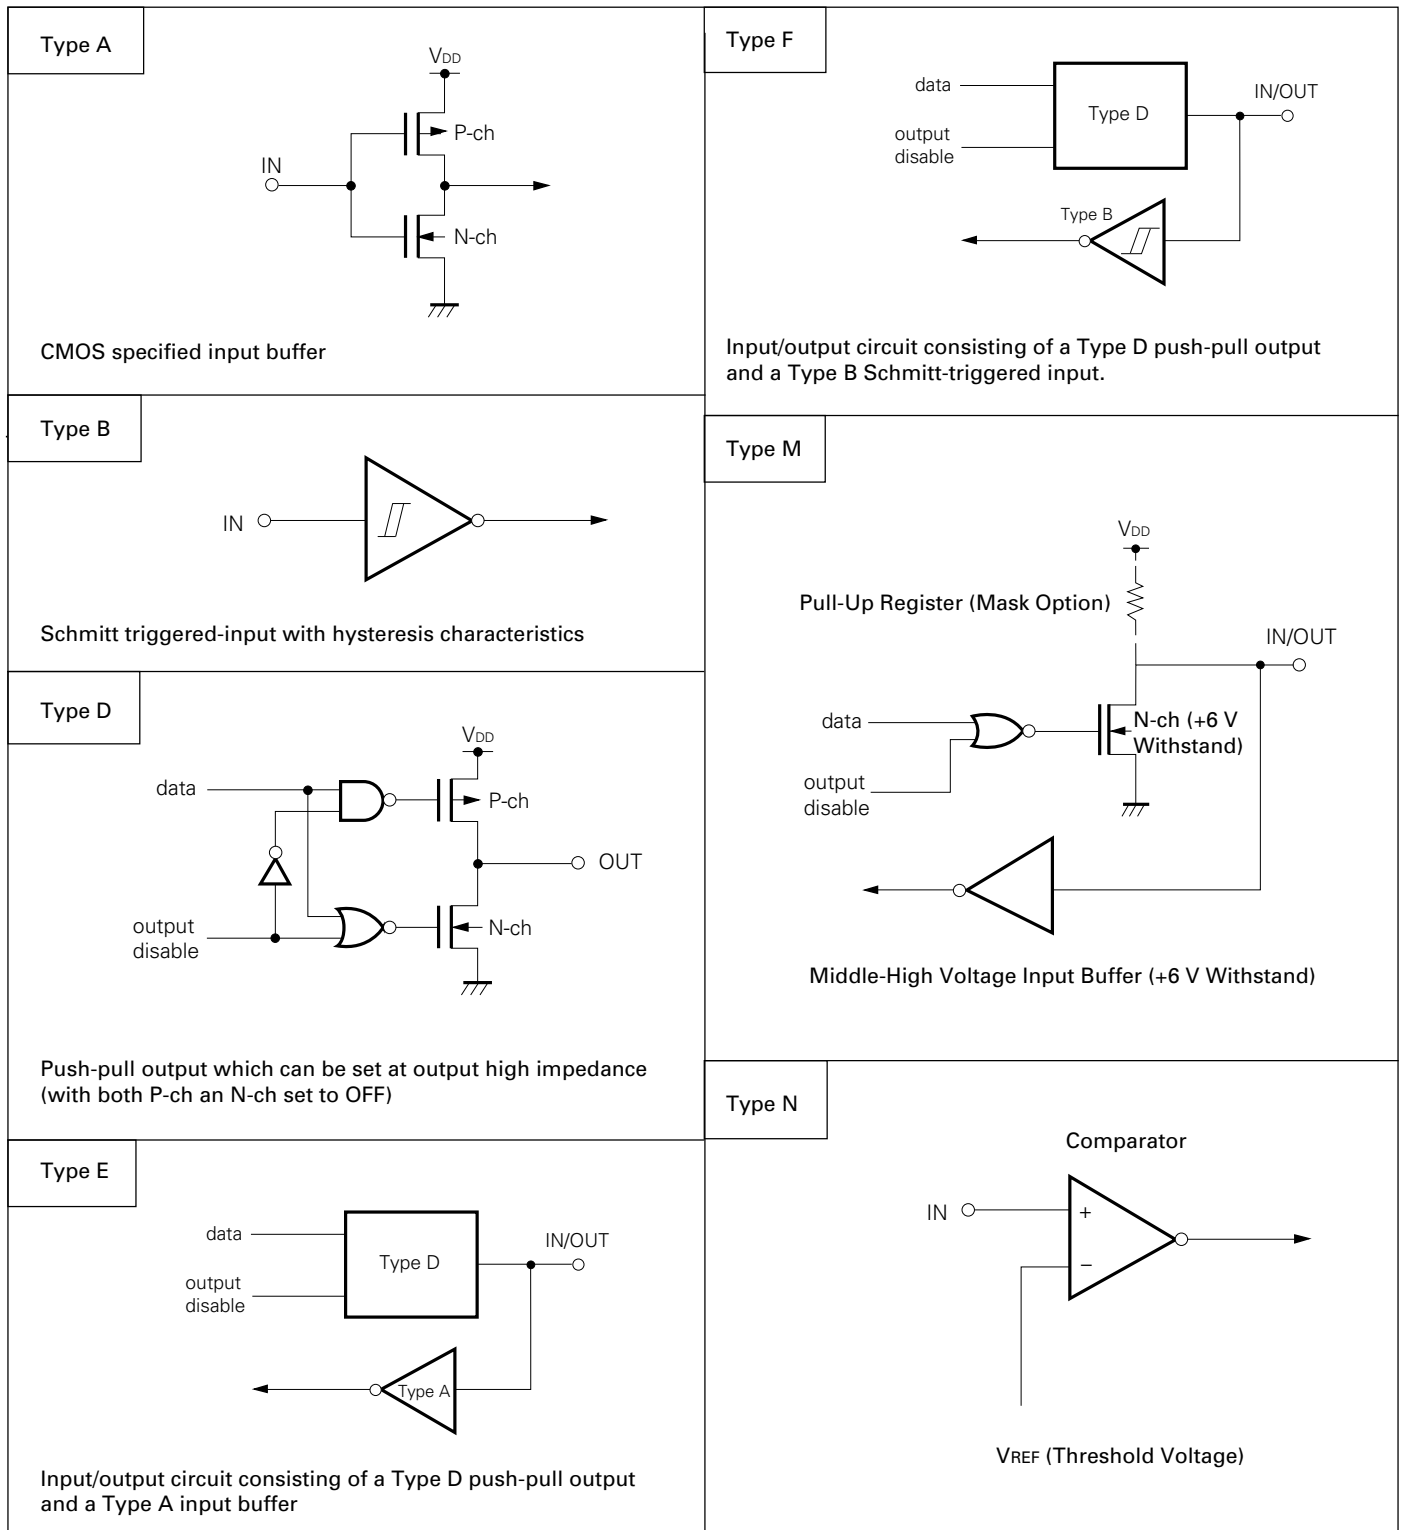 Type A
VDD
P-ch
IN
N-ch
CMOS specified input buffer
Type B
IN
Schmitt triggered-input with hysteresis characteristics
Type D
VDD
data
P-ch
OUT
output
disable
N-ch
Push-pull output which can be set at output high impedance
(with both P-ch an N-ch set to OFF)
Type E
data
IN/OUT
Type D
output
disable
Type A
Input/output circuit consisting of a Type D push-pull output
and a Type A input buffer
Type F
data
IN/OUT
Type D
output
disable
Type B
Input/output circuit consisting of a Type D push-pull output
and a Type B Schmitt-triggered input.
Type M
VDD
Pull-Up Register (Mask Option)
IN/OUT
data
N-ch (+6 V
Withstand)
output
disable
Middle-High Voltage Input Buffer (+6 V Withstand)
Type N
Comparator
IN
+
−
VREF (Threshold Voltage)